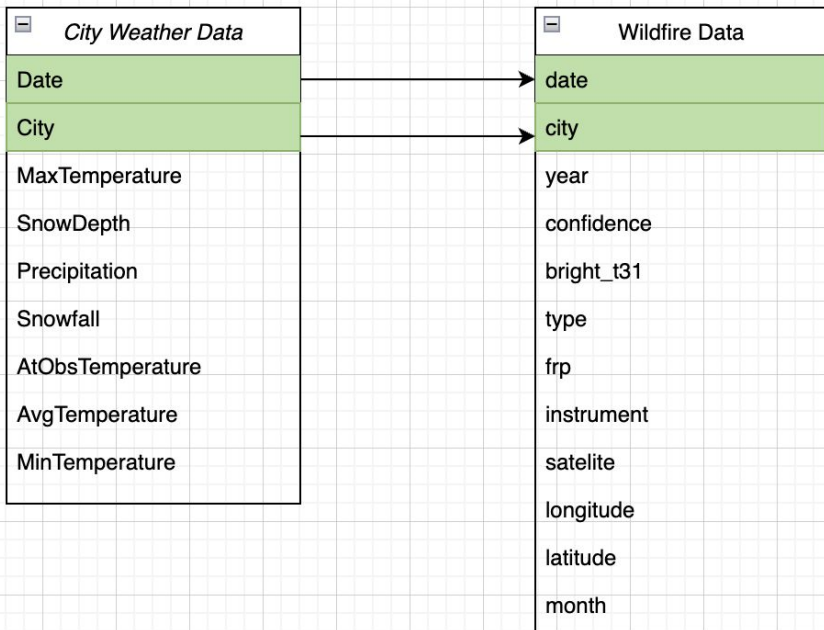 City Weather Data
Date
City
MaxTemperature
SnowDepth
Precipitation
Snowfall
AtObsTemperature
AvgTemperature
MinTemperature
Wildfire Data
date
city
year
confidence
bright_t31
type
frp
instrument
satelite
longitude
latitude
month